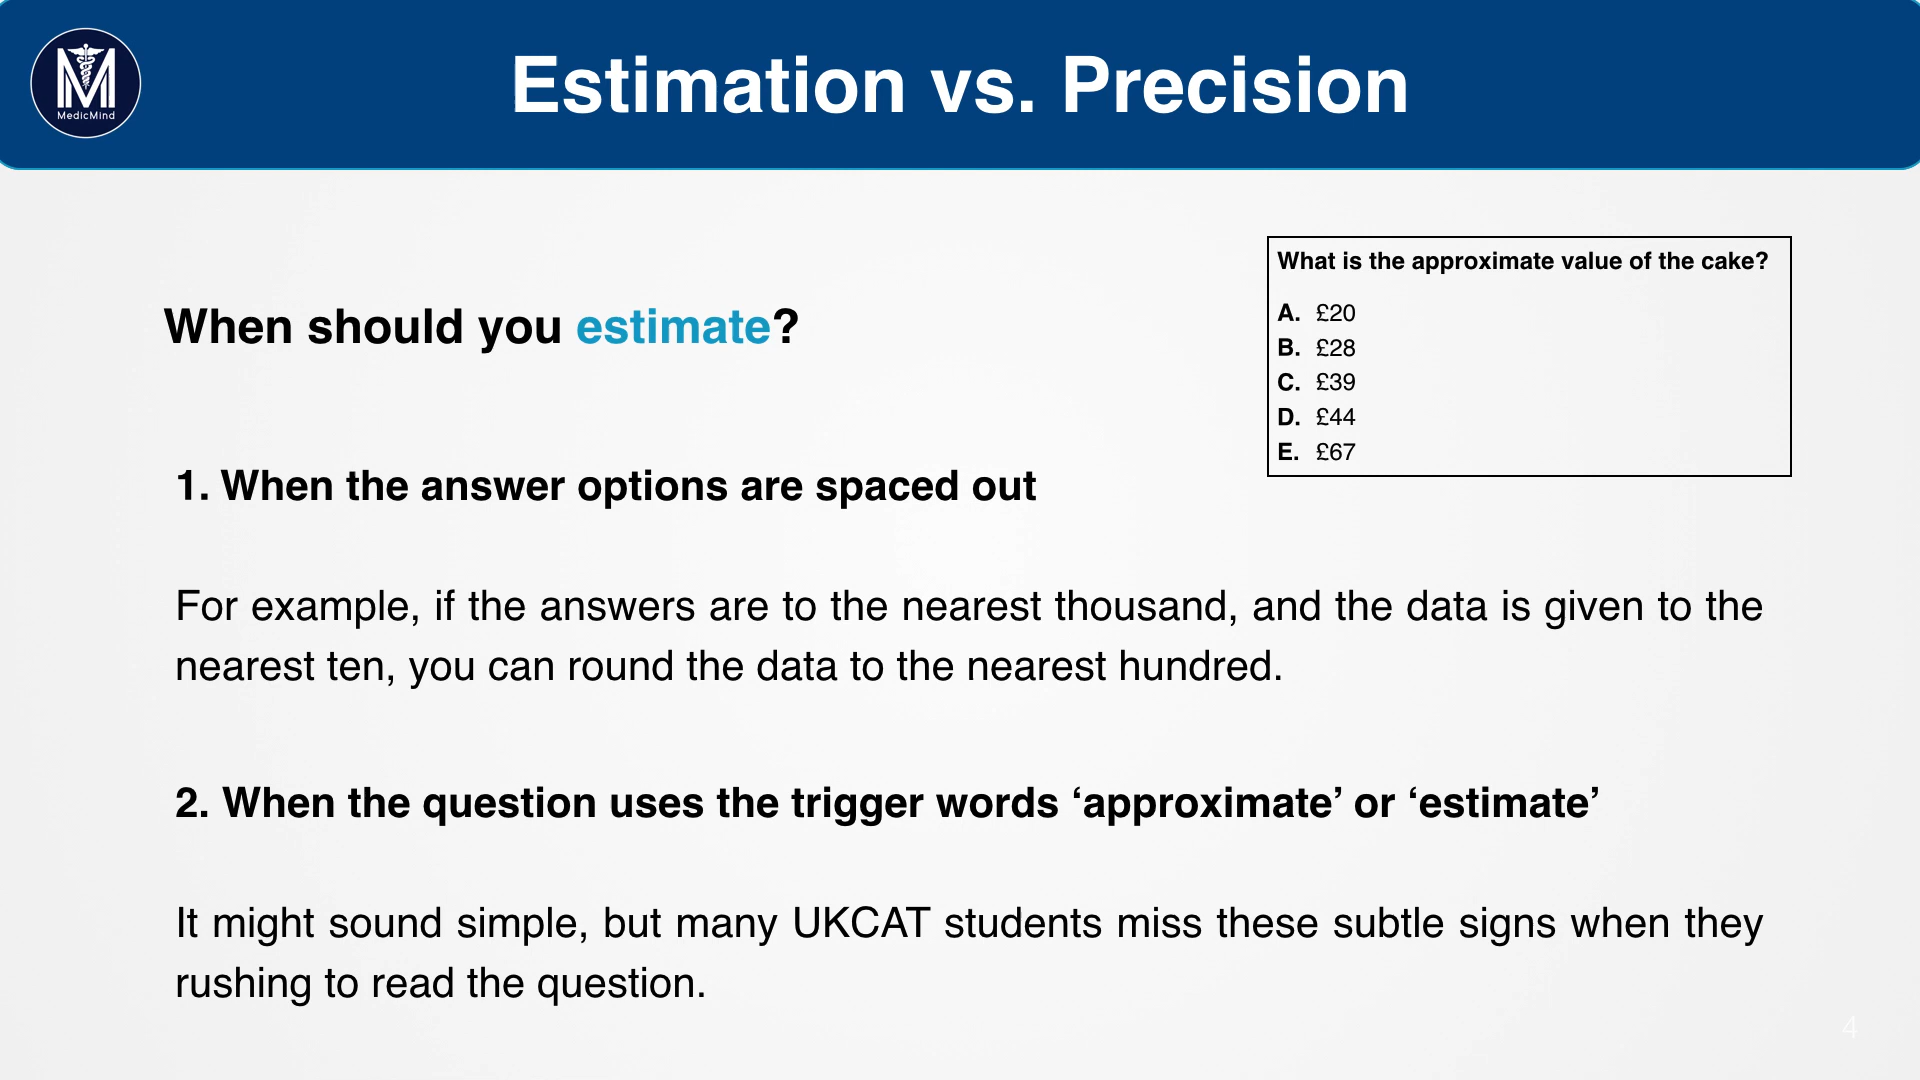 MedicMind
Estimation vs. Precision
What is the approximate value of the cake?
A. £20
B. £28
C. £39
D. £44
E. £67
When should you estimate?
1. When the answer options are spaced out
For example, if the answers are to the nearest thousand, and the data is given to the
nearest ten, you can round the data to the nearest hundred.
2. When the question uses the trigger words ‘approximate’ or ‘estimate’
It might sound simple, but many UKCAT students miss these subtle signs when they
rushing to read the question.
4